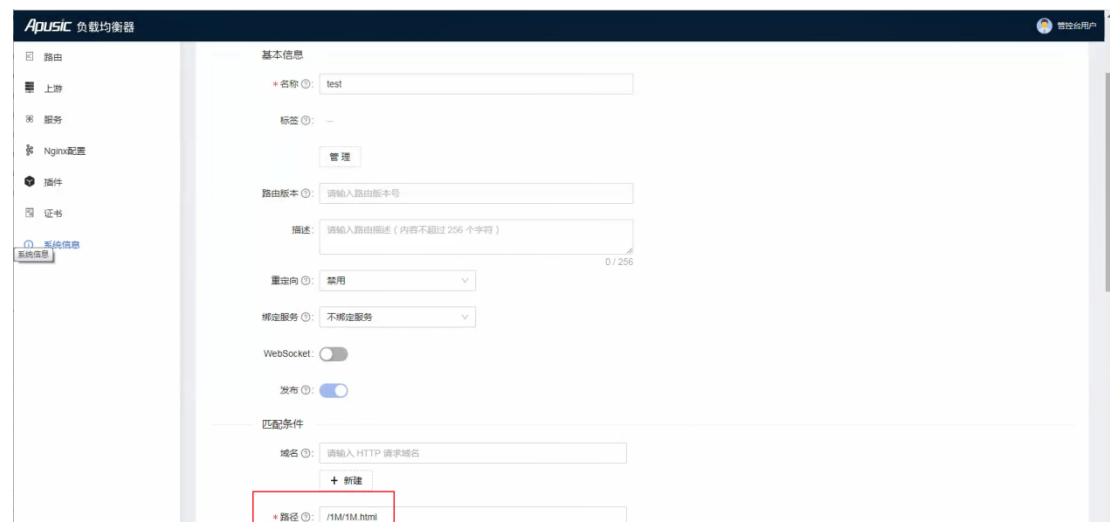 Apusic 负载均衡器
管控台用户
路由
上游
服务
Nginx配置
插件
证书
系统信息
系统信息
基本信息
* 名称 ?: test
标签 ?: --
管 理
路由版本 ?: 请输入路由版本号
描述: 请输入路由描述（内容不超过 256 个字符）
0 / 256
重定向 ?: 禁用
绑定服务 ?: 不绑定服务
WebSocket:
发布 ?:
匹配条件
域名 ?: 请输入 HTTP 请求域名
+ 新建
* 路径 ?: /1M/1M.html